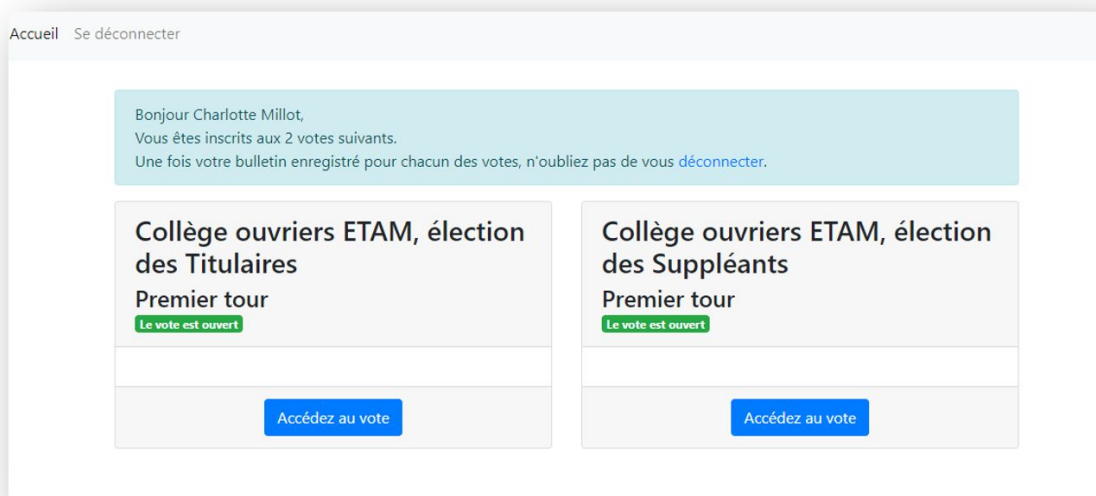 Accueil Se déconnecter
Bonjour Charlotte Millot,
Vous êtes inscrits aux 2 votes suivants.
Une fois votre bulletin enregistré pour chacun des votes, n'oubliez pas de vous déconnecter.
Collège ouvriers ETAM, élection
des Titulaires
Premier tour
Le vote est ouvert
Accédez au vote
Collège ouvriers ETAM, élection
des Suppléants
Premier tour
Le vote est ouvert
Accédez au vote